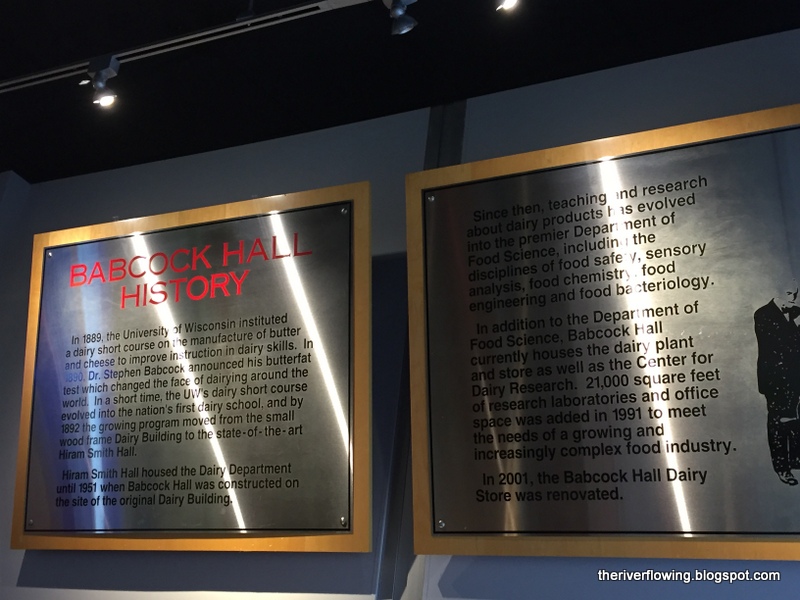 BABCOCK HALL
HISTORY
In 1889, the University of Wisconsin instituted
a dairy short course on the manufacture of butter
and cheese to improve instruction in dairy skills. In
1890, Dr. Stephen Babcock announced his butterfat
test which changed the face of dairying around the
world. In a short time, the UW's dairy short course
evolved into the nation's first dairy school, and by
1892 the growing program moved from the small
wood frame Dairy Building to the state-of-the-art
Hiram Smith Hall.
Hiram Smith Hall housed the Dairy Department
until 1951 when Babcock Hall was constructed on
the site of the original Dairy Building.
Since then, teaching and research
about dairy products has evolved
into the premier Department of
Food Science, including the
disciplines of food safety, sensory
analysis, food chemistry, food
engineering and food bacteriology.
In addition to the Department of
Food Science, Babcock Hall
currently houses the dairy plant
and store as well as the Center for
Dairy Research. 21,000 square feet
of research laboratories and office
space was added in 1991 to meet
the needs of a growing and
increasingly complex food industry.
In 2001, the Babcock Hall Dairy
Store was renovated.
theriverflowing.blogspot.com